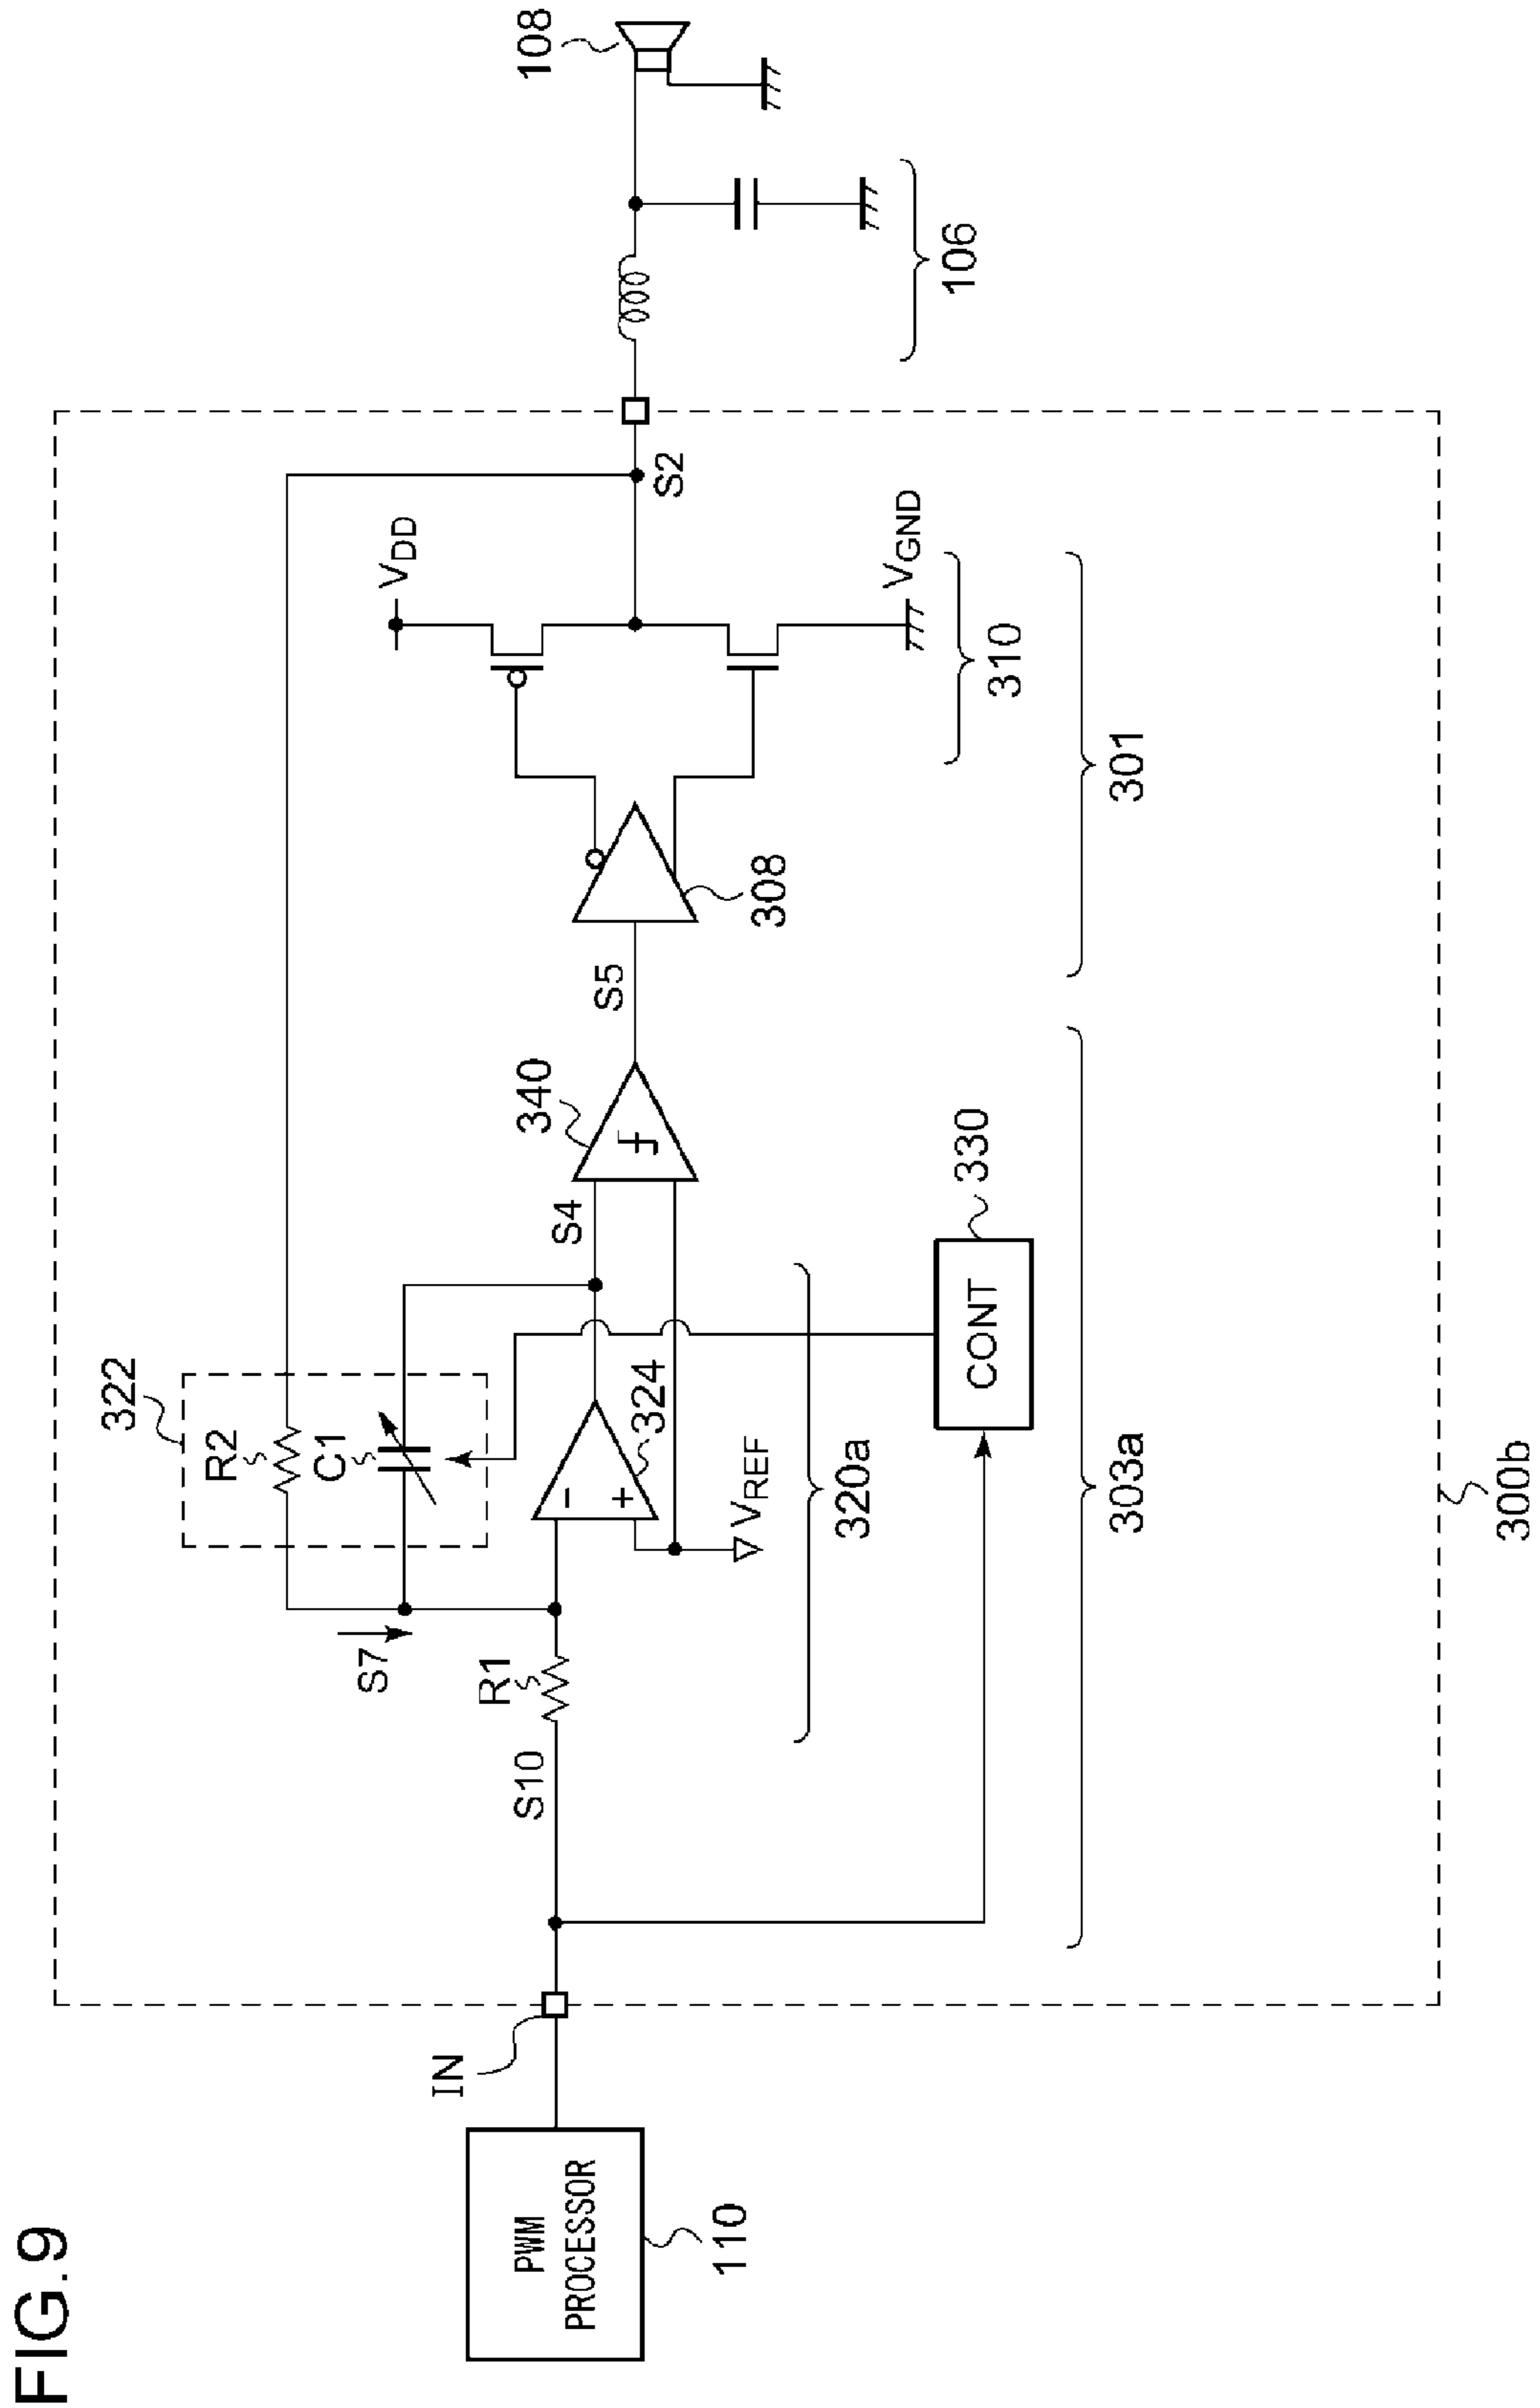 FIG.9
PWM
PROCESSOR
110
IN
S10
R1
S7
322
R2
C1
324
VREF
320a
CONT
330
303a
300b
S4
340
S5
308
VDD
VGND
310
301
S2
106
108